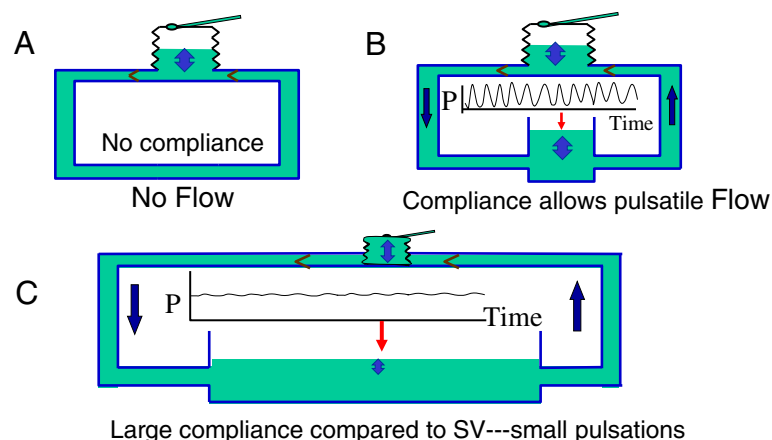 A
No compliance
No Flow
B
P
Time
Compliance allows pulsatile Flow
C
P
Time
Large compliance compared to SV---small pulsations